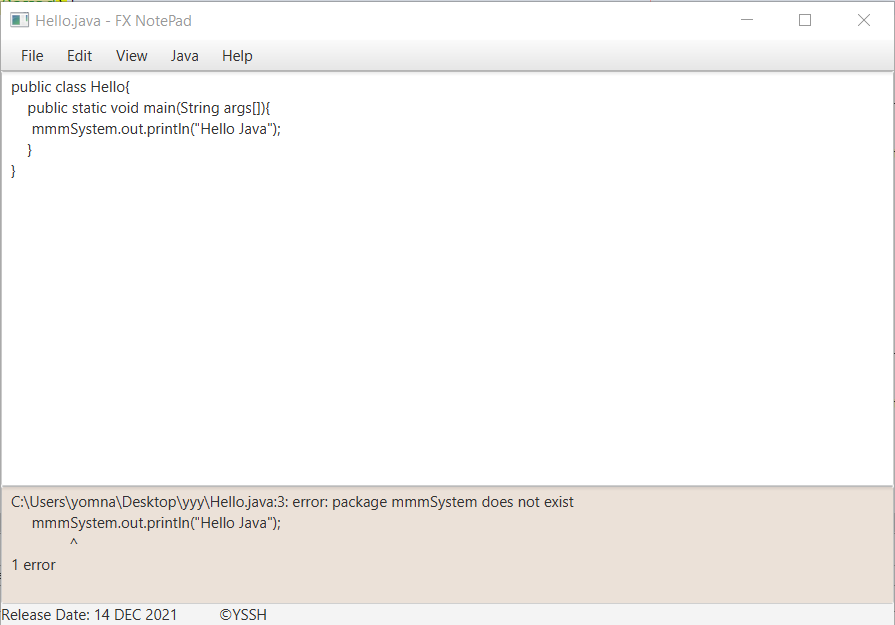 Hello.java - FX NotePad
File Edit View Java Help
public class Hello{
public static void main(String args[]){
mmmSystem.out.println("Hello Java");
}
}
C:\Users\yomna\Desktop\yyy\Hello.java:3: error: package mmmSystem does not exist
mmmSystem.out.println("Hello Java");
^
1 error
Release Date: 14 DEC 2021 ©YSSH